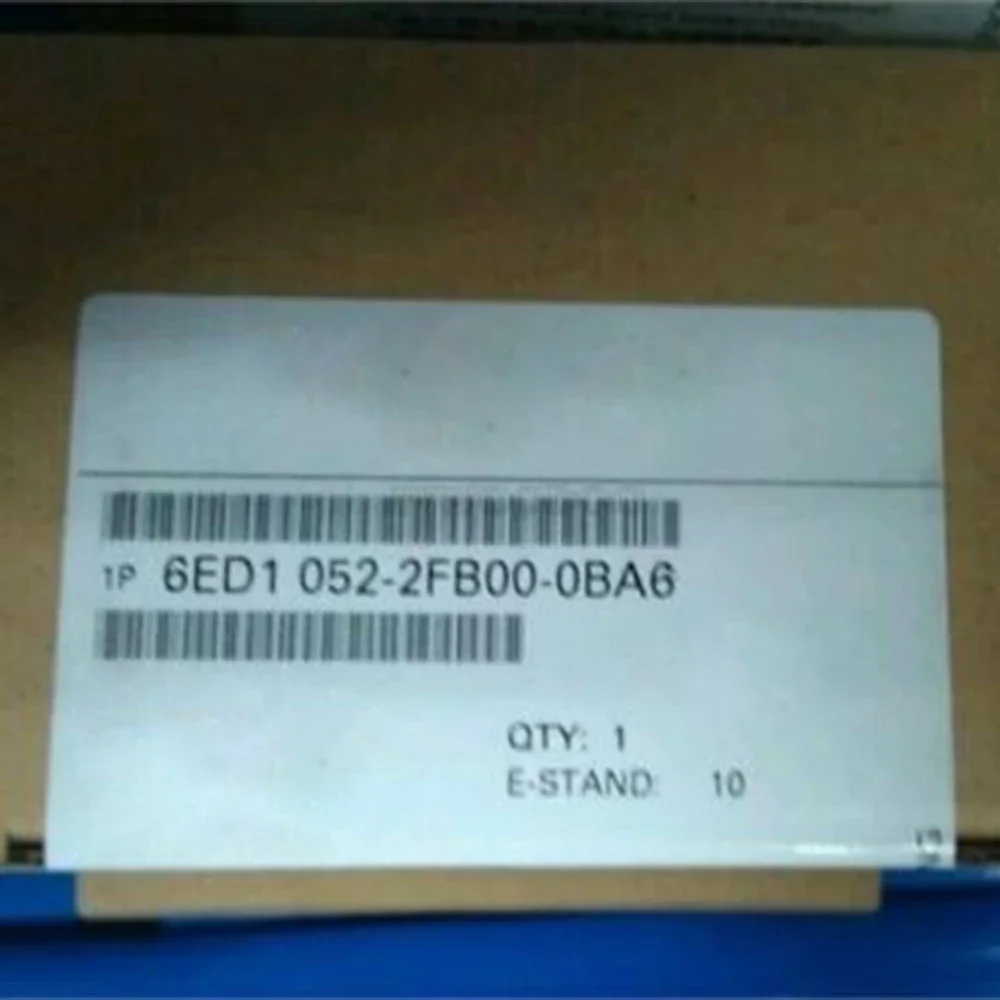 1P 6ED1 052-2FB00-0BA6
QTY: 1
E-STAND: 10